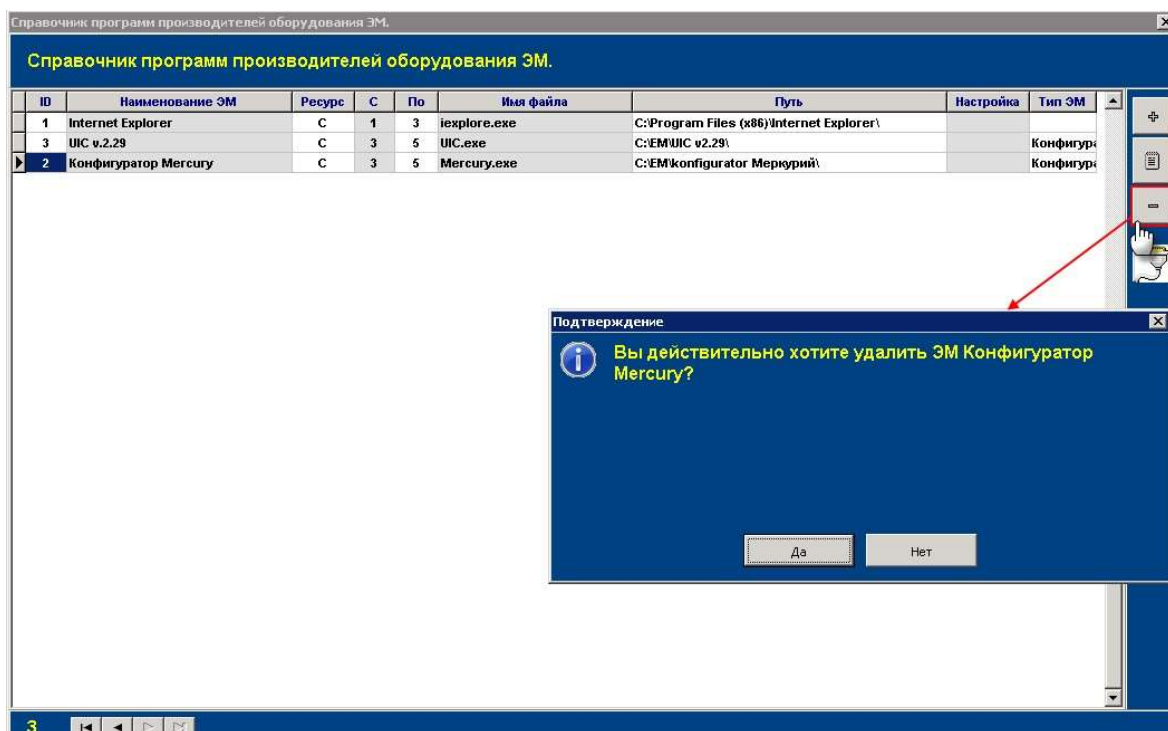 Справочник программ производителей оборудования ЭМ.
Справочник программ производителей оборудования ЭМ.
ID Наименование ЭМ Ресурс С По Имя файла Путь Настройка Тип ЭМ
1 Internet Explorer С 1 3 iexplore.exe C:\Program Files (x86)\Internet Explorer\
3 UIC v.2.29 С 3 5 UIC.exe C:\EM\UIC v2.29\ Конфигура
2 Конфигуратор Mercury С 3 5 Mercury.exe C:\EM\konfigurator Меркурий\ Конфигура
Подтверждение
Вы действительно хотите удалить ЭМ Конфигуратор
Mercury?
Да Нет
3